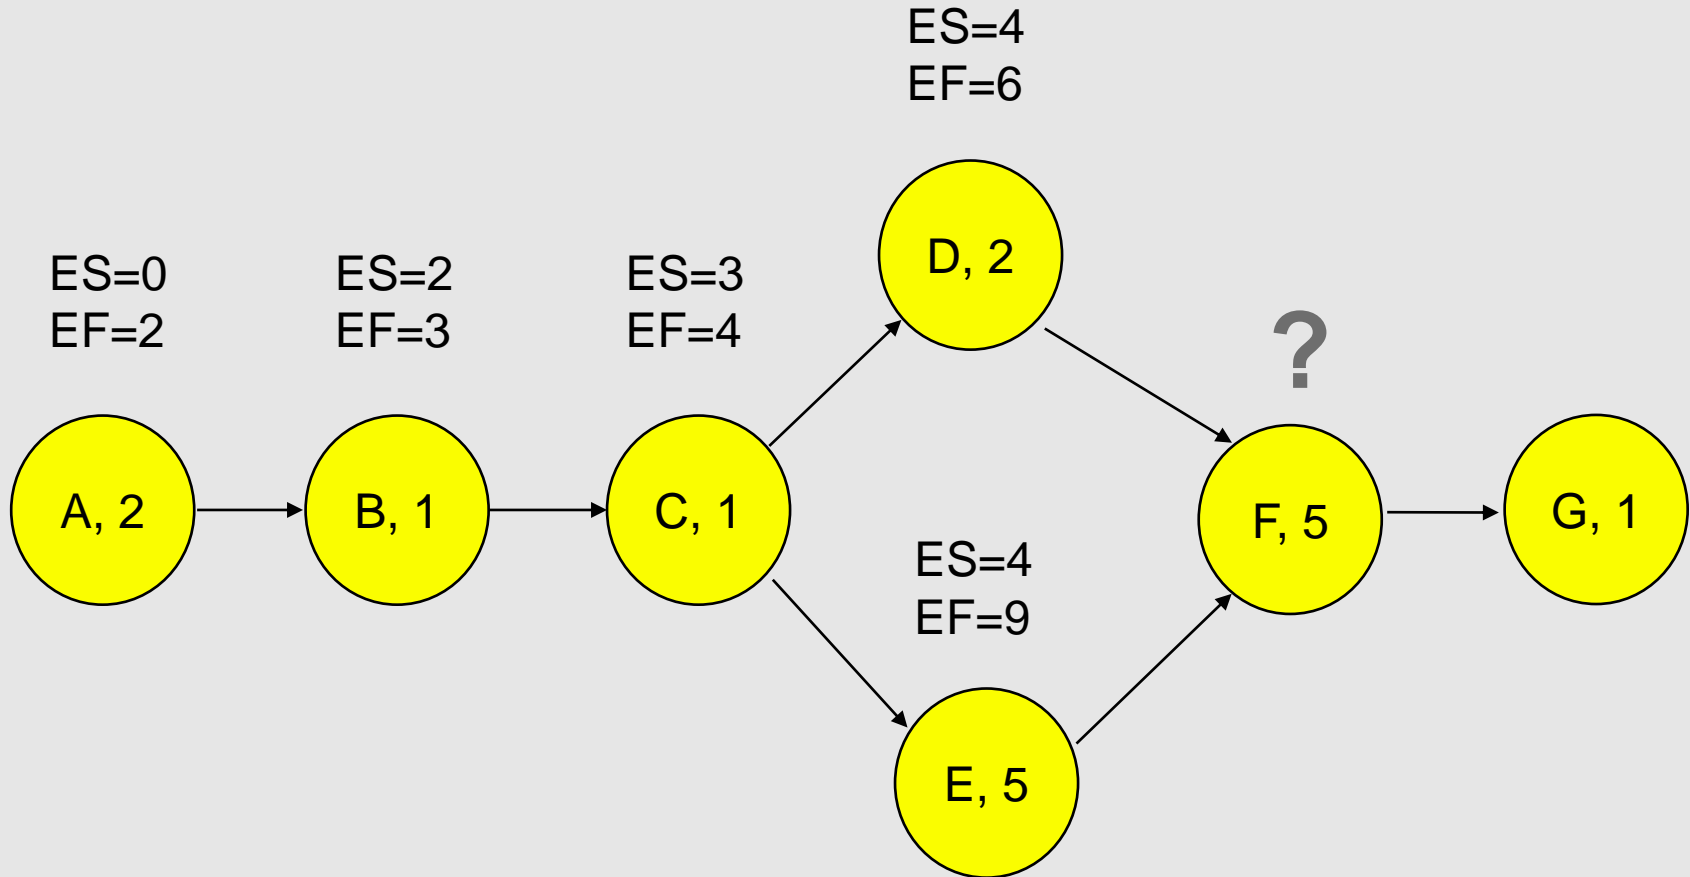 ES=4
EF=6
D, 2
ES=0
EF=2
ES=2
EF=3
ES=3
EF=4
?
A, 2
B, 1
C, 1
F, 5
G, 1
ES=4
EF=9
E, 5